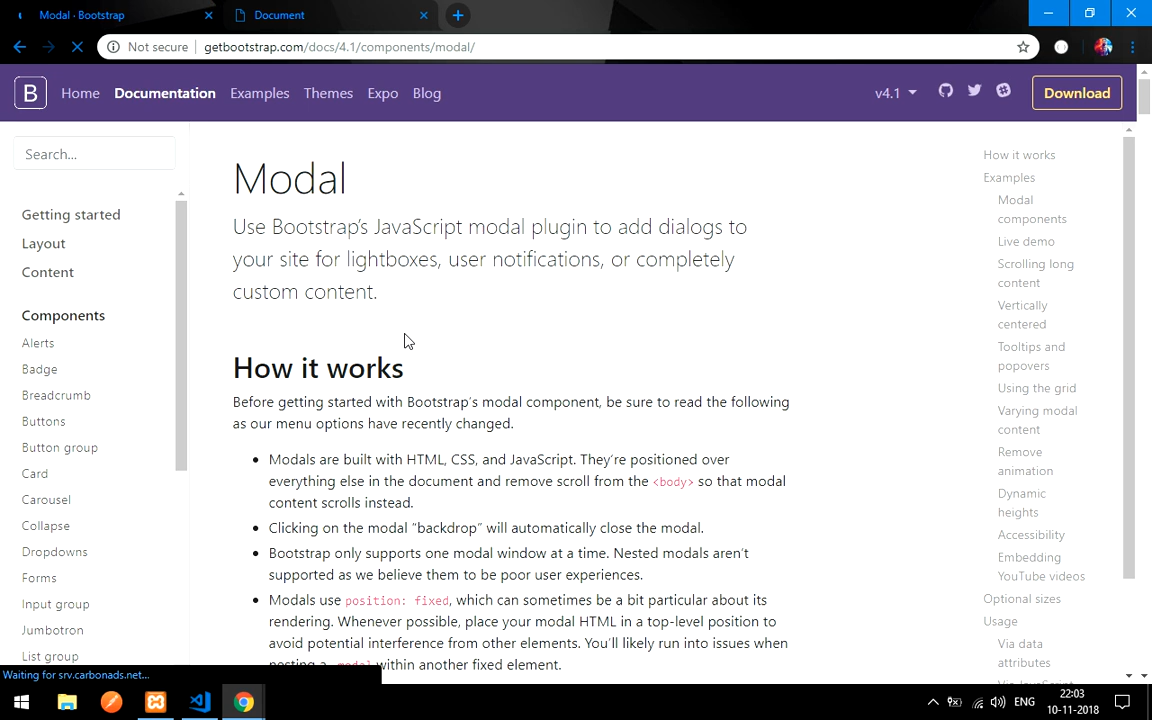 Modal · Bootstrap
Document
Not secure
getbootstrap.com/docs/4.1/components/modal/
B
Home
Documentation
Examples
Themes
Expo
Blog
v4.1
Download
Search...
Getting started
Layout
Content
Components
Alerts
Badge
Breadcrumb
Buttons
Button group
Card
Carousel
Collapse
Dropdowns
Forms
Input group
Jumbotron
List group
Modal
Use Bootstrap's JavaScript modal plugin to add dialogs to
your site for lightboxes, user notifications, or completely
custom content.
How it works
Before getting started with Bootstrap's modal component, be sure to read the following
as our menu options have recently changed.
Modals are built with HTML, CSS, and JavaScript. They're positioned over
everything else in the document and remove scroll from the <body> so that modal
content scrolls instead.
Clicking on the modal "backdrop" will automatically close the modal.
Bootstrap only supports one modal window at a time. Nested modals aren't
supported as we believe them to be poor user experiences.
Modals use position: fixed, which can sometimes be a bit particular about its
rendering. Whenever possible, place your modal HTML in a top-level position to
avoid potential interference from other elements. You'll likely run into issues when
nesting a .modal within another fixed element.
How it works
Examples
Modal
components
Live demo
Scrolling long
content
Vertically
centered
Tooltips and
popovers
Using the grid
Varying modal
content
Remove
animation
Dynamic
heights
Accessibility
Embedding
YouTube videos
Optional sizes
Usage
Via data
attributes
Via JavaScript
Waiting for srv.carbonads.net...
ENG
22:03
10-11-2018